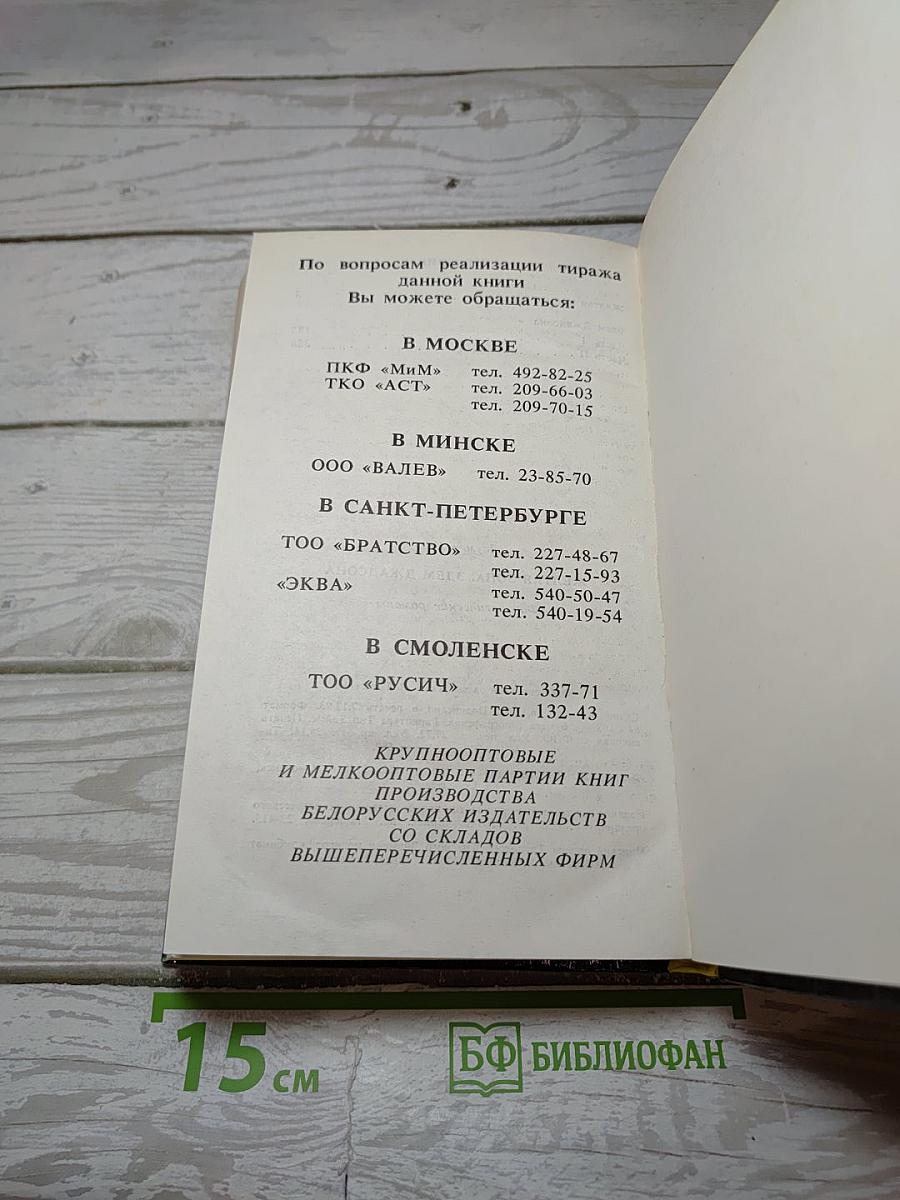 По вопросам реализации тиража
данной книги
Вы можете обращаться:
В МОСКВЕ
ПКФ «МиМ» тел. 492-82-25
ТКО «АСТ» тел. 209-66-03
тел. 209-70-15
В МИНСКЕ
ООО «ВАЛЕВ» тел. 23-85-70
В САНКТ-ПЕТЕРБУРГЕ
ТОО «БРАТСТВО» тел. 227-48-67
тел. 227-15-93
«ЭКВА» тел. 540-50-47
тел. 540-19-54
В СМОЛЕНСКЕ
ТОО «РУСИЧ» тел. 337-71
тел. 132-43
КРУПНООПТОВЫЕ
И МЕЛКООПТОВЫЕ ПАРТИИ КНИГ
ПРОИЗВОДСТВА
БЕЛОРУССКИХ ИЗДАТЕЛЬСТВ
СО СКЛАДОВ
ВЫШЕПЕРЕЧИСЛЕННЫХ ФИРМ
15 см БФ БИБЛИОФАН